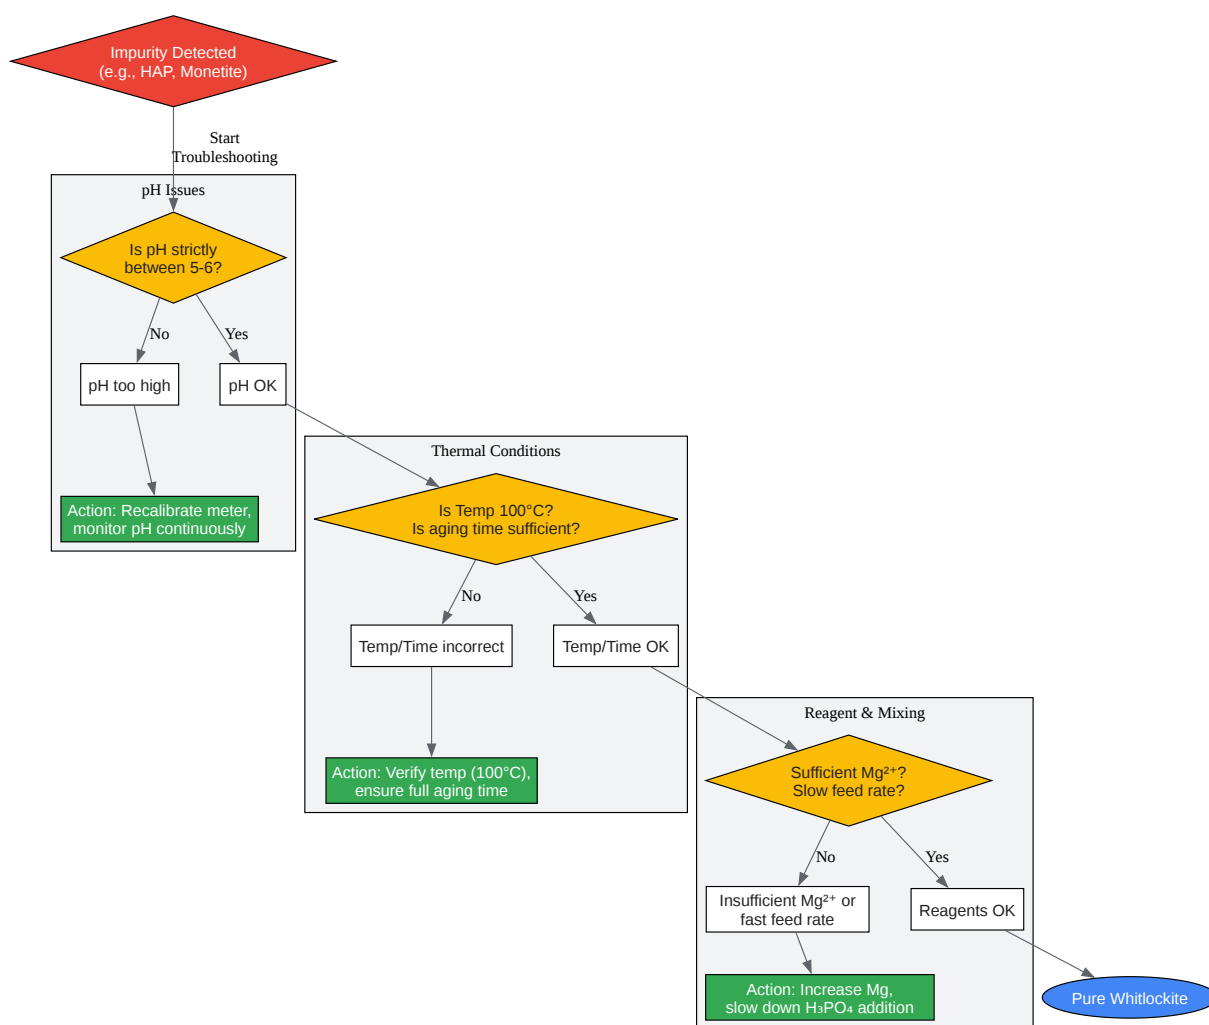 Impurity Detected
(e.g., HAP, Monetite)
Start
Troubleshooting
pH Issues
Is pH strictly
between 5-6?
No
Yes
pH too high
pH OK
Action: Recalibrate meter,
monitor pH continuously
Thermal Conditions
Is Temp 100°C?
Is aging time sufficient?
No
Yes
Temp/Time incorrect
Temp/Time OK
Action: Verify temp (100°C),
ensure full aging time
Reagent & Mixing
Sufficient Mg²⁺?
Slow feed rate?
No
Yes
Insufficient Mg²⁺ or
fast feed rate
Reagents OK
Action: Increase Mg,
slow down H₃PO₄ addition
Pure Whitlockite